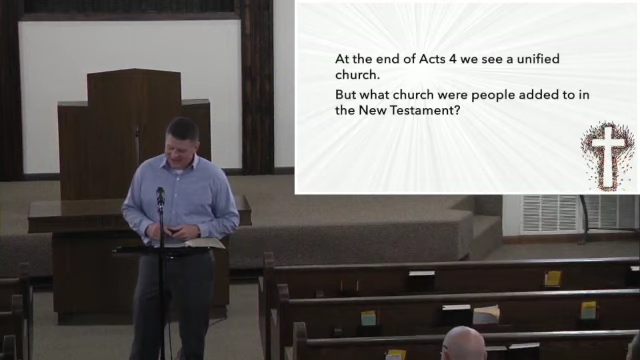 At the end of Acts 4 we see a unified
church.
But what church were people added to in
the New Testament?